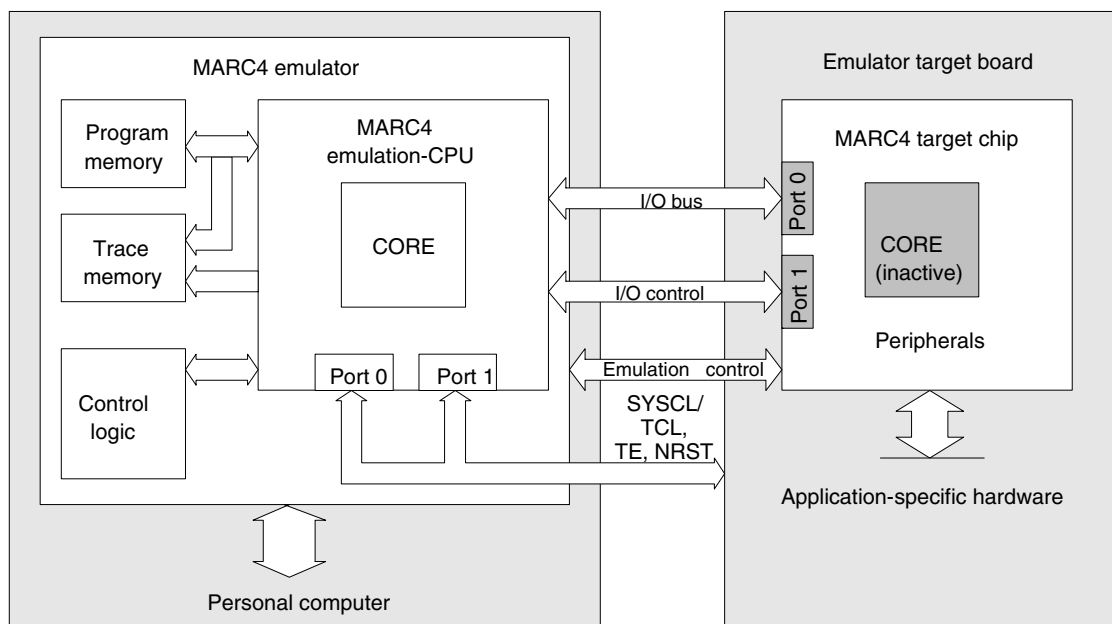 MARC4 emulator
Program
memory
Trace
memory
Control
logic
MARC4
emulation-CPU
CORE
Port 0
Port 1
Personal computer
I/O bus
I/O control
Emulation control
SYSCL/
TCL,
TE, NRST
Emulator target board
MARC4 target chip
Port 0
Port 1
CORE
(inactive)
Peripherals
Application-specific hardware